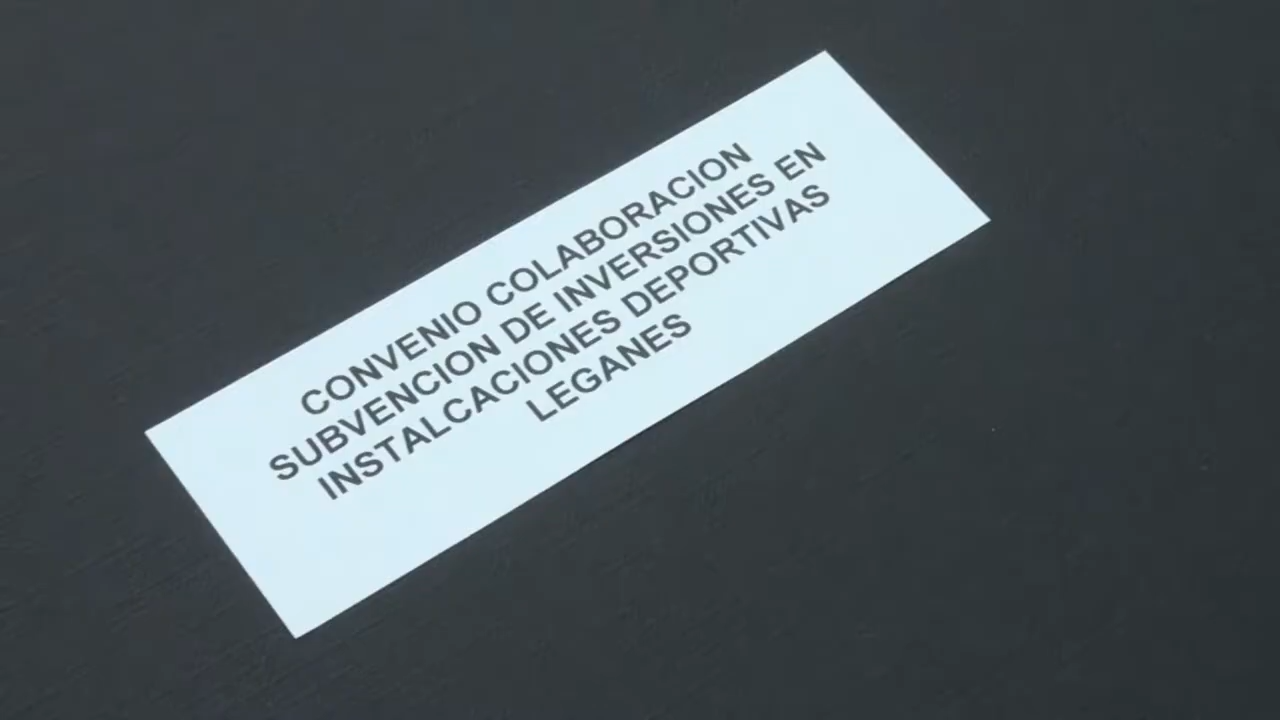 CONVENIO COLABORACION
SUBVENCION DE INVERSIONES EN
INSTALCACIONES DEPORTIVAS
LEGANES